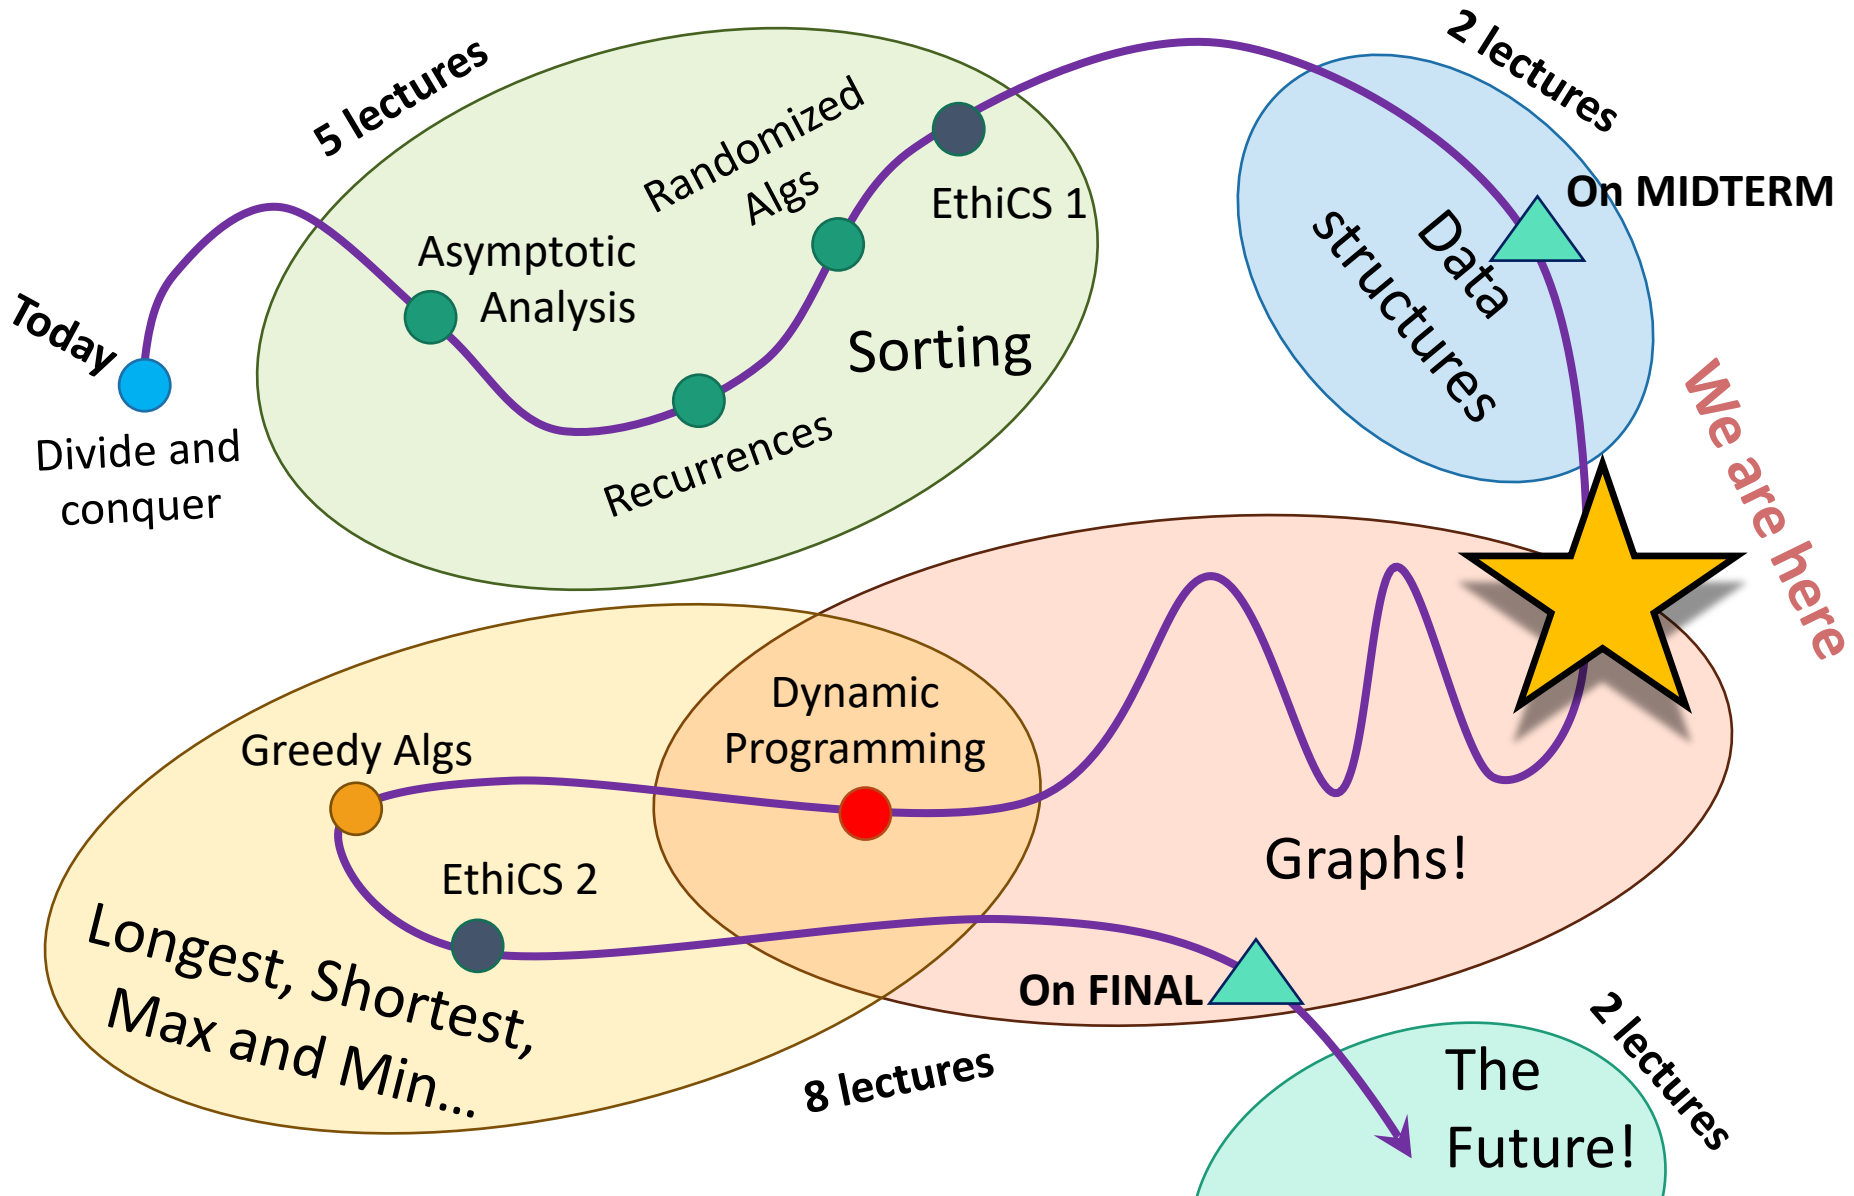 5 lectures
2 lectures
Randomized
Algs
EthiCS 1
On MIDTERM
Asymptotic
Analysis
Data
structures
Today
Sorting
Divide and
conquer
Recurrences
We are here
Dynamic
Programming
Greedy Algs
Graphs!
EthiCS 2
Longest, Shortest,
Max and Min...
On FINAL
8 lectures
2 lectures
The
Future!